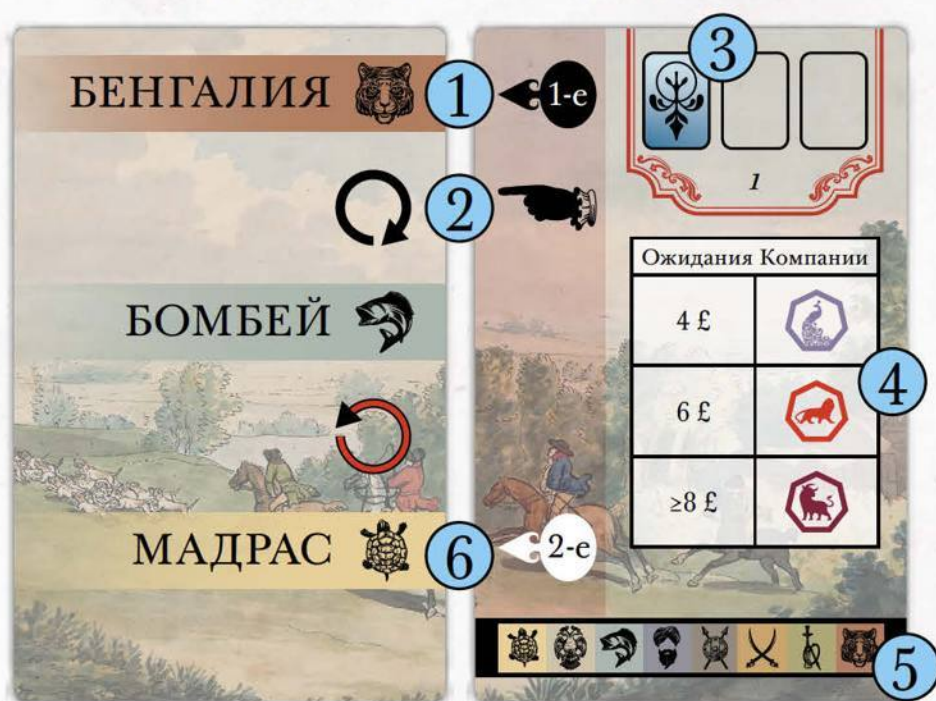 БЕНГАЛИЯ
1
1-е
3
1
2
Ожидания Компании
4 £
БОМБЕЙ
6 £
4
≥8 £
МАДРАС
6
2-е
5